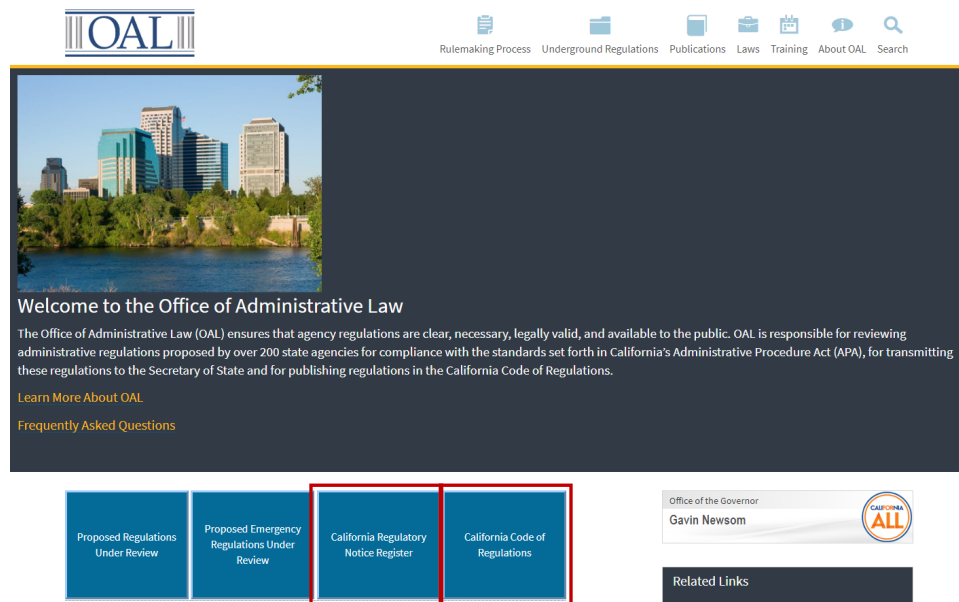 OAL
Rulemaking Process Underground Regulations Publications Laws Training About OAL Search
Welcome to the Office of Administrative Law
The Office of Administrative Law (OAL) ensures that agency regulations are clear, necessary, legally valid, and available to the public. OAL is responsible for reviewing
administrative regulations proposed by over 200 state agencies for compliance with the standards set forth in California's Administrative Procedure Act (APA), for transmitting
these regulations to the Secretary of State and for publishing regulations in the California Code of Regulations.
Learn More About OAL
Frequently Asked Questions
Proposed Regulations
Under Review
Proposed Emergency
Regulations Under
Review
California Regulatory
Notice Register
California Code of
Regulations
Office of the Governor
Gavin Newsom
CALIFORNIA
ALL
Related Links